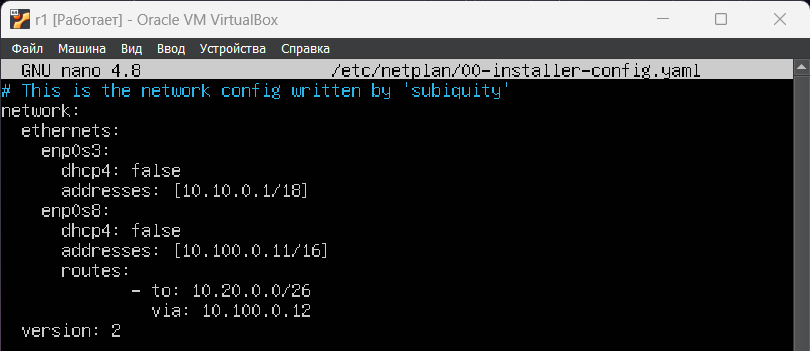 r1 [Работает] - Oracle VM VirtualBox
Файл Машина Вид Ввод Устройства Справка
GNU nano 4.8 /etc/netplan/00-installer-config.yaml
# This is the network config written by 'subiquity'
network:
  ethernets:
    enp0s3:
      dhcp4: false
      addresses: [10.10.0.1/18]
    enp0s8:
      dhcp4: false
      addresses: [10.100.0.11/16]
      routes:
             - to: 10.20.0.0/26
               via: 10.100.0.12
  version: 2